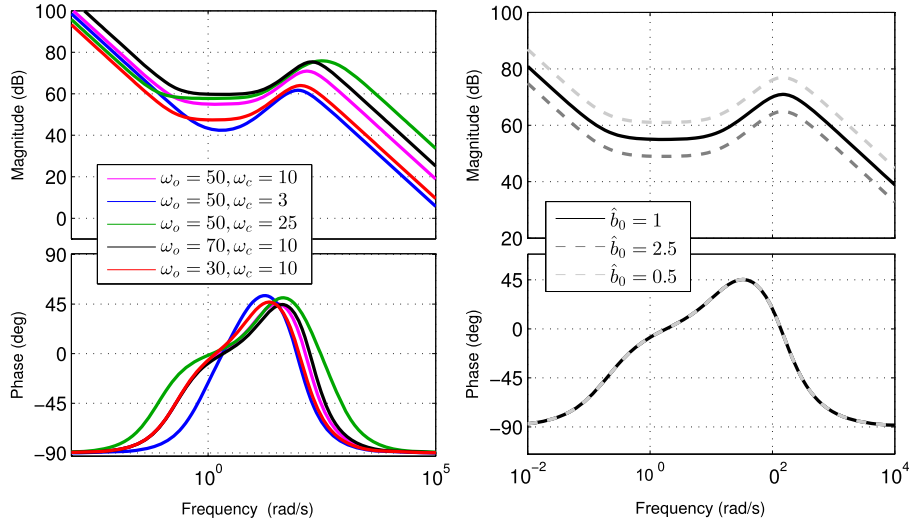 100
80
60
40
20
0
Magnitude (dB)
ω_o = 50, ω_c = 10
ω_o = 50, ω_c = 3
ω_o = 50, ω_c = 25
ω_o = 70, ω_c = 10
ω_o = 30, ω_c = 10
90
45
0
−45
−90
Phase (deg)
10^0
10^5
Frequency (rad/s)
100
80
60
40
20
Magnitude (dB)
b̂_0 = 1
b̂_0 = 2.5
b̂_0 = 0.5
45
0
−45
−90
Phase (deg)
10^−2
10^0
0^2
10^4
Frequency (rad/s)